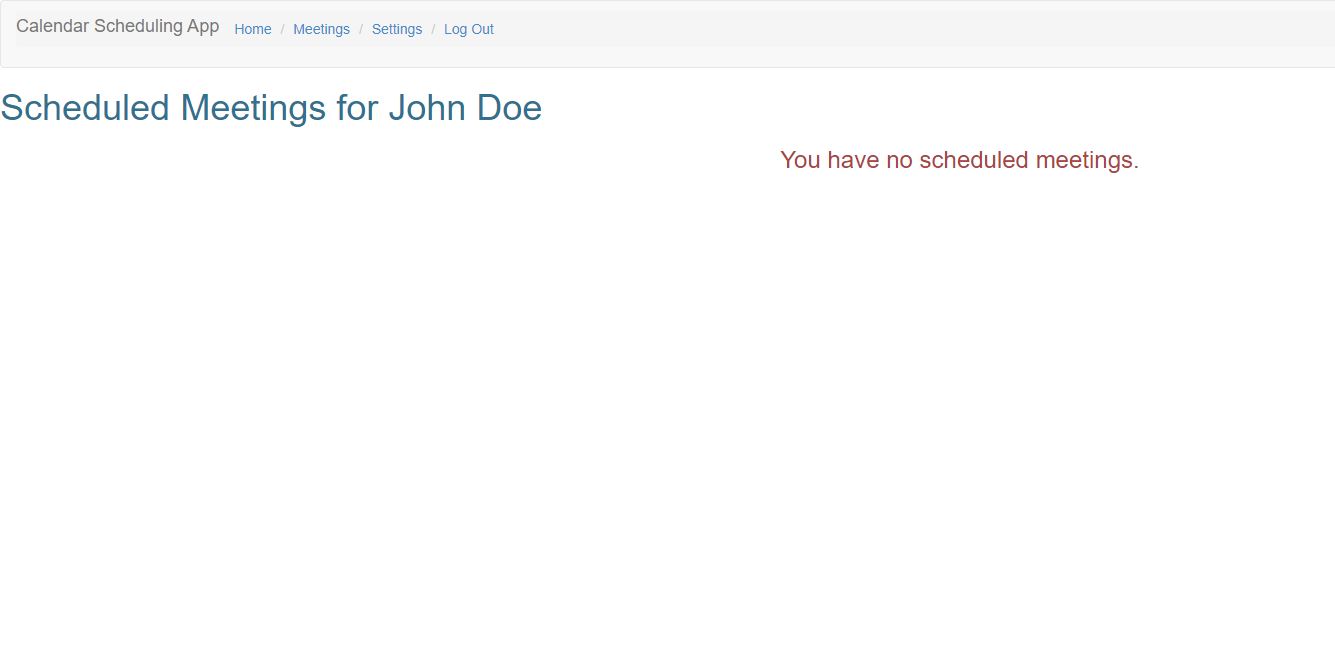 Calendar Scheduling App Home / Meetings / Settings / Log Out
Scheduled Meetings for John Doe
You have no scheduled meetings.